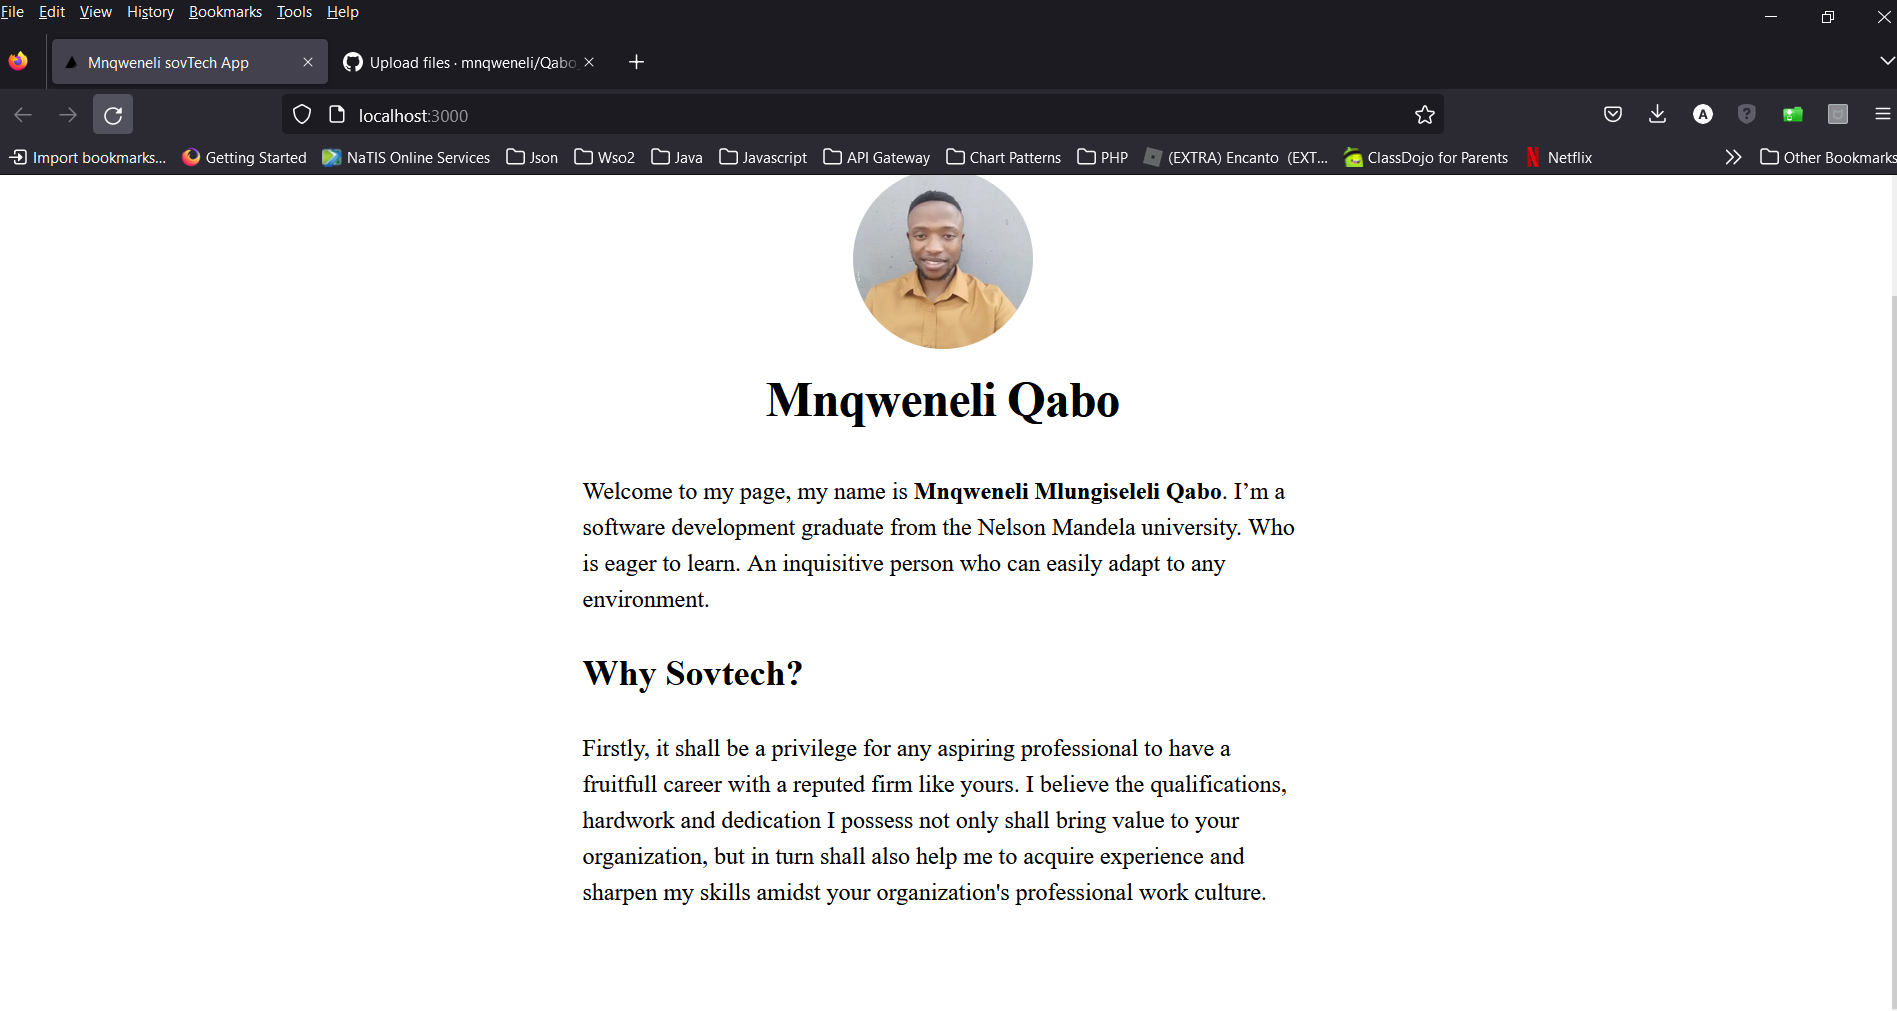 File Edit View History Bookmarks Tools Help
Mnqweneli sovTech App
Upload files · mnqweneli/Qabo
localhost:3000
Import bookmarks... Getting Started NaTIS Online Services Json Wso2 Java Javascript API Gateway Chart Patterns PHP (EXTRA) Encanto (EXT... ClassDojo for Parents Netflix Other Bookmarks
Mnqweneli Qabo
Welcome to my page, my name is Mnqweneli Mlungiseleli Qabo. I’m a
software development graduate from the Nelson Mandela university. Who
is eager to learn. An inquisitive person who can easily adapt to any
environment.
Why Sovtech?
Firstly, it shall be a privilege for any aspiring professional to have a
fruitfull career with a reputed firm like yours. I believe the qualifications,
hardwork and dedication I possess not only shall bring value to your
organization, but in turn shall also help me to acquire experience and
sharpen my skills amidst your organization's professional work culture.